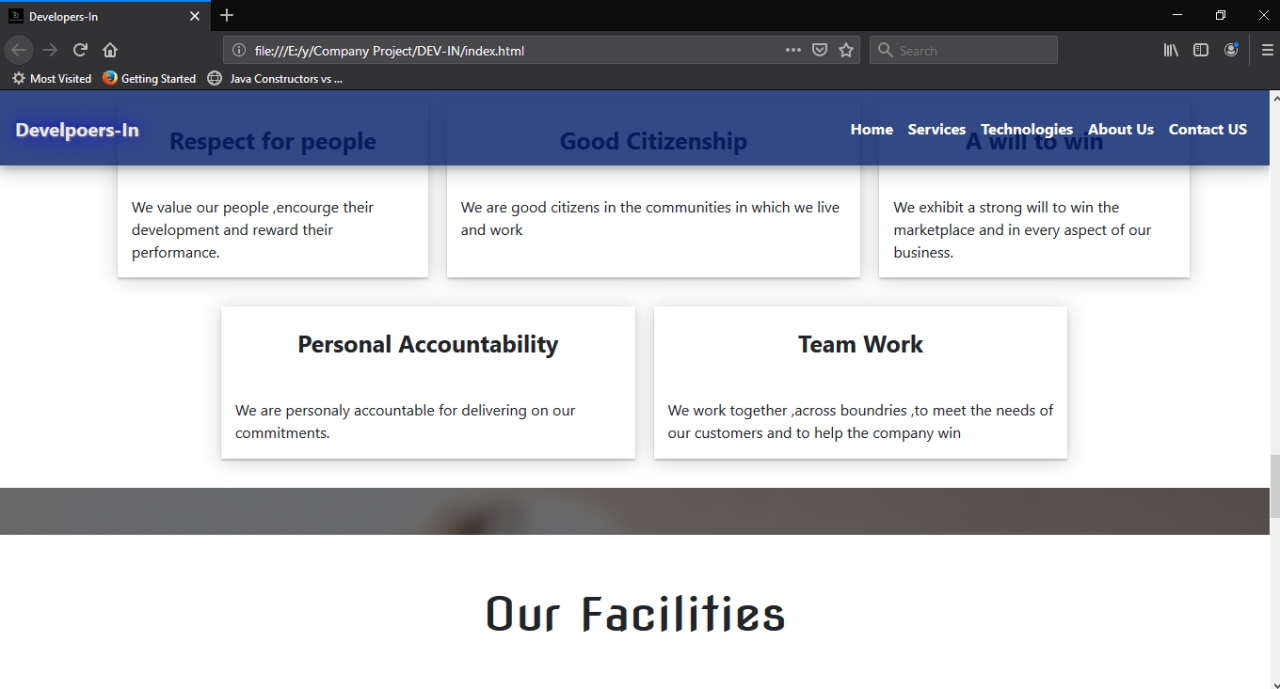 Developers-In
file:///E:/y/Company Project/DEV-IN/index.html
Search
Most Visited Getting Started Java Constructors vs ...
Develpoers-In Home Services Technologies About Us Contact US
Respect for people Good Citizenship A will to win
We value our people ,encourge their
development and reward their
performance.
We are good citizens in the communities in which we live
and work
We exhibit a strong will to win the
marketplace and in every aspect of our
business.
Personal Accountability
We are personaly accountable for delivering on our
commitments.
Team Work
We work together ,across boundries ,to meet the needs of
our customers and to help the company win
Our Facilities